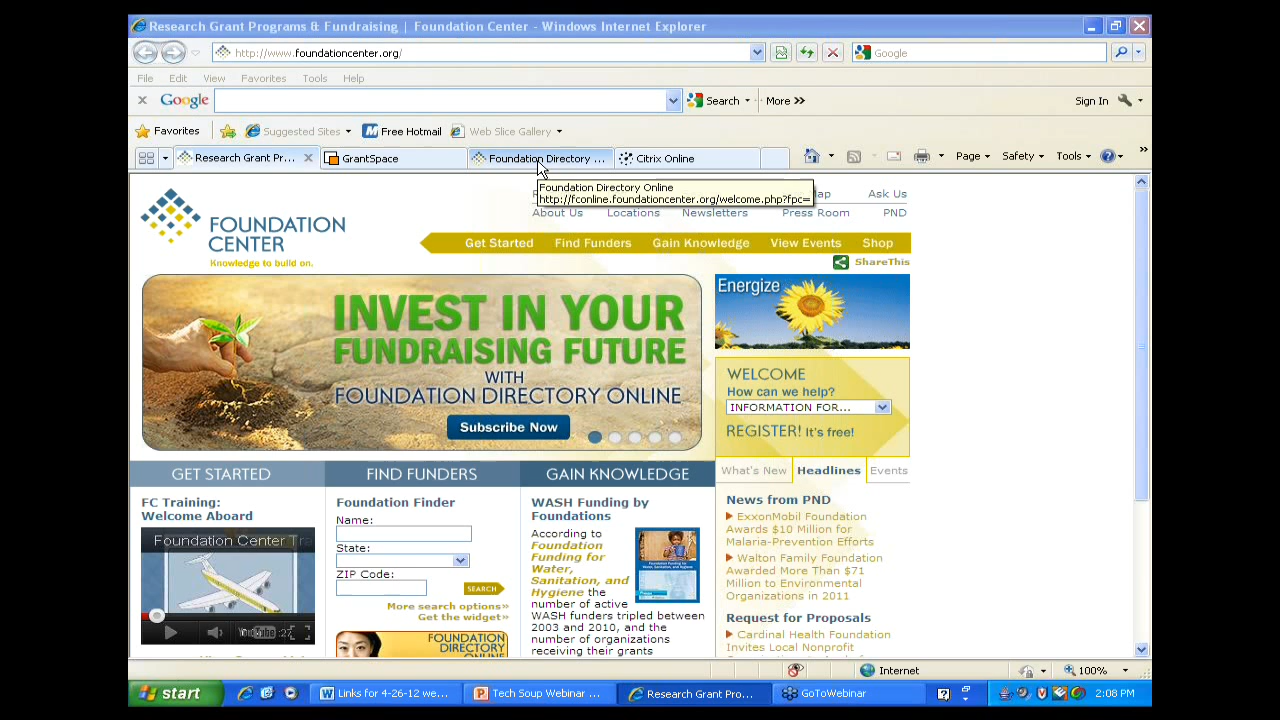 Research Grant Programs & Fundraising | Foundation Center - Windows Internet Explorer
http://www.foundationcenter.org/
Google
File Edit View Favorites Tools Help
Google Search More >> Sign In
Favorites Suggested Sites Free Hotmail Web Slice Gallery
Research Grant Pr... GrantSpace Foundation Directory ... Citrix Online Page Safety Tools
Foundation Directory Online
http://fconline.foundationcenter.org/welcome.php?fpc=
Ask Us
About Us Locations Newsletters Press Room PND
FOUNDATION
CENTER
Knowledge to build on.
Get Started Find Funders Gain Knowledge View Events Shop
ShareThis
INVEST IN YOUR
FUNDRAISING FUTURE
WITH
FOUNDATION DIRECTORY ONLINE
Subscribe Now
Energize
WELCOME
How can we help?
INFORMATION FOR...
REGISTER! It's free!
GET STARTED FIND FUNDERS GAIN KNOWLEDGE
What's New Headlines Events
FC Training:
Welcome Aboard
Foundation Center Tra
Foundation Finder
Name:
State:
ZIP Code:
SEARCH
More search options»
Get the widget»
FOUNDATION
DIRECTORY
ONLINE
WASH Funding by
Foundations
According to
Foundation
Funding for
Water,
Sanitation, and
Hygiene the
number of active
WASH funders tripled between
2003 and 2010, and the
number of organizations
receiving their grants
News from PND
ExxonMobil Foundation
Awards $10 Million for
Malaria-Prevention Efforts
Walton Family Foundation
Awarded More Than $71
Million to Environmental
Organizations in 2011
Request for Proposals
Cardinal Health Foundation
Invites Local Nonprofit
Internet 100%
start Links for 4-26-12 we... Tech Soup Webinar ... Research Grant Pro... GoToWebinar 2:08 PM